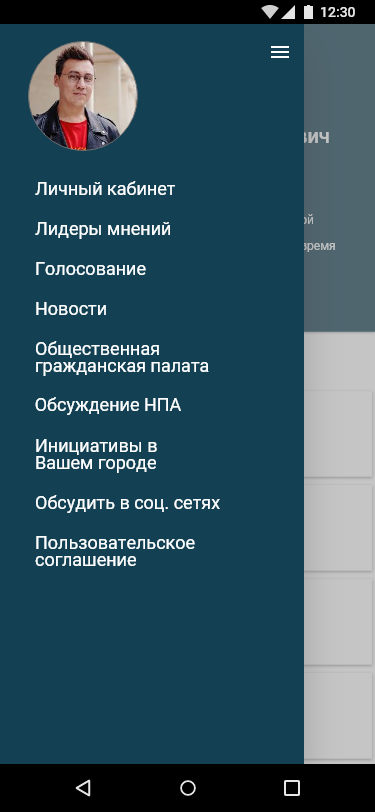 12:30
Личный кабинет
Лидеры мнений
Голосование
Новости
Общественная
гражданская палата
Обсуждение НПА
Инициативы в
Вашем городе
Обсудить в соц. сетях
Пользовательское
соглашение
вич
ой
время